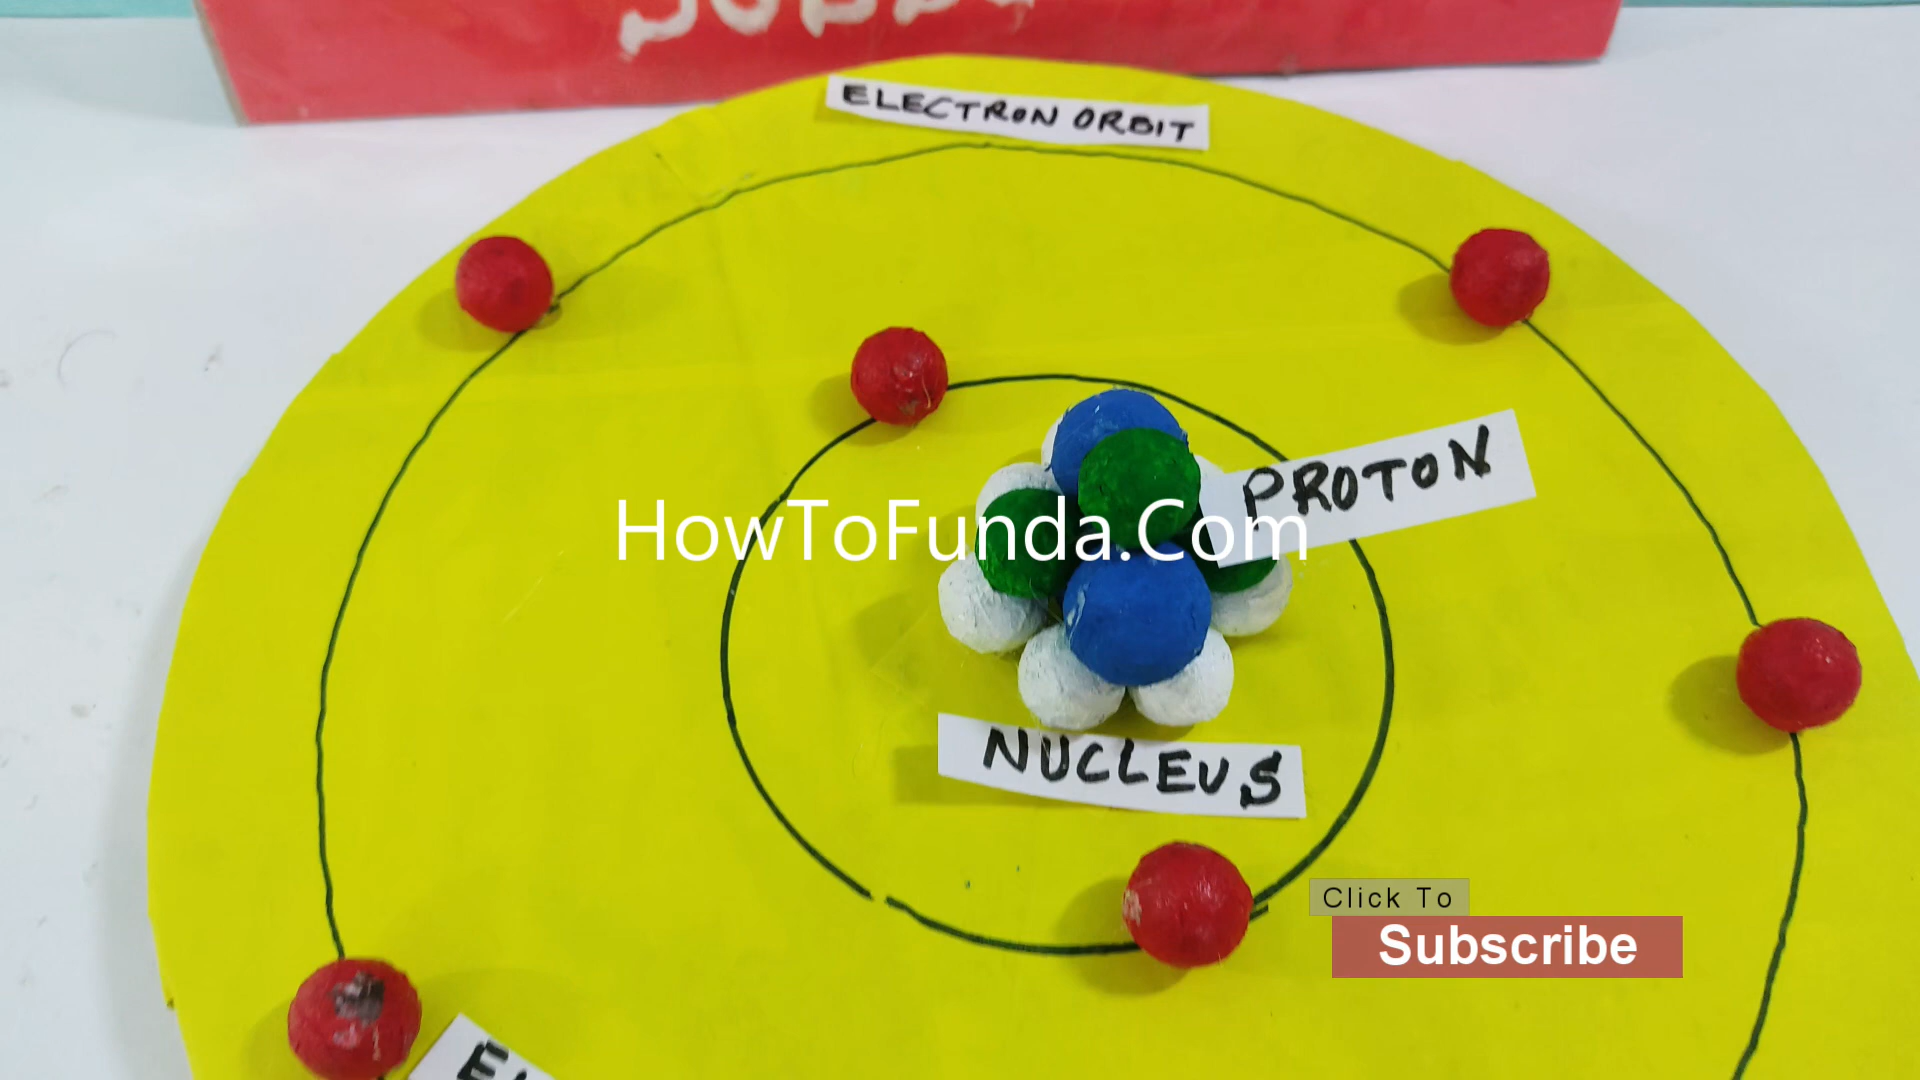 ELECTRON ORBIT
PROTON
HowToFunda.Com
NUCLEUS
Click To
Subscribe